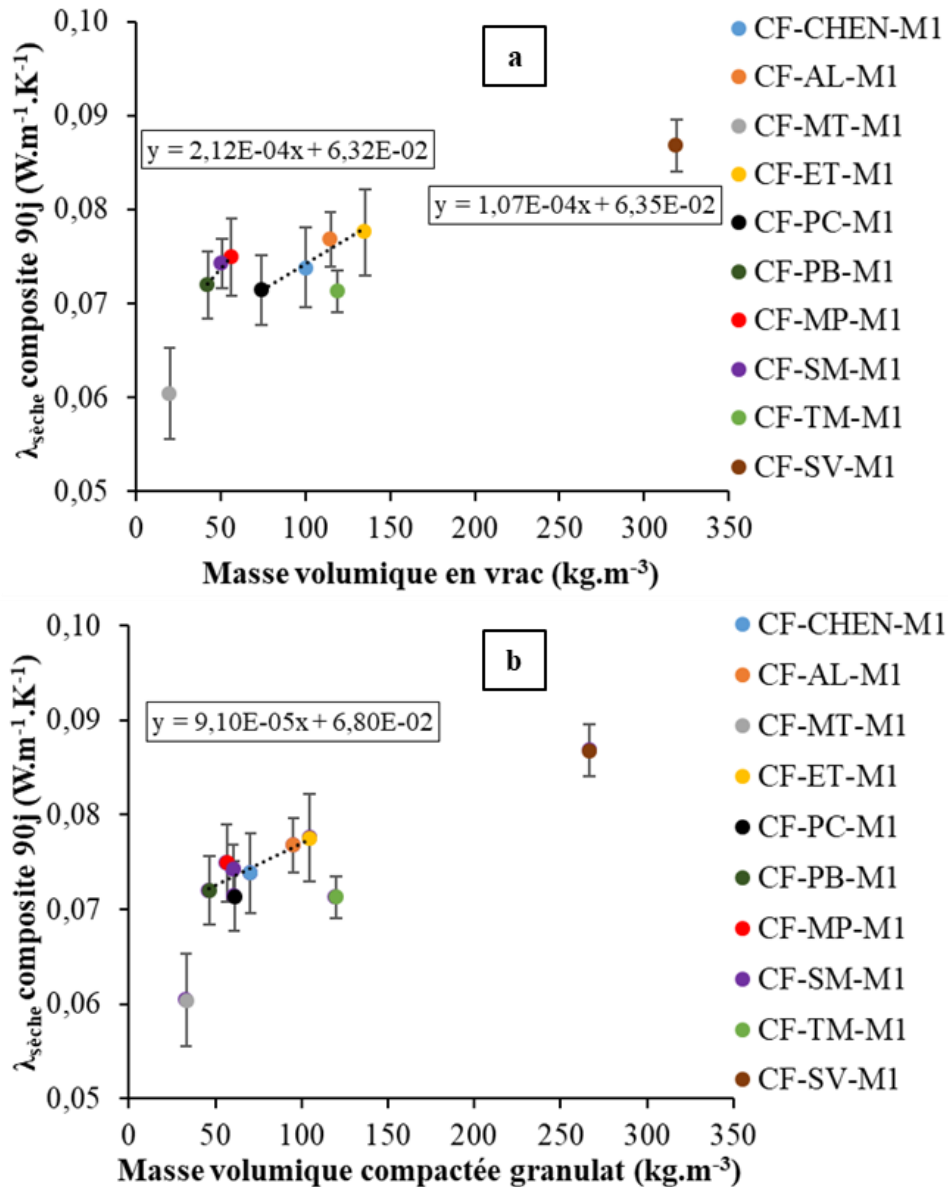 λsèche composite 90j (W.m-1.K-1)
0,10
0,09
0,08
0,07
0,06
0,05
a
y = 2,12E-04x + 6,32E-02
y = 1,07E-04x + 6,35E-02
0 50 100 150 200 250 300 350
Masse volumique en vrac (kg.m-3)
CF-CHEN-M1
CF-AL-M1
CF-MT-M1
CF-ET-M1
CF-PC-M1
CF-PB-M1
CF-MP-M1
CF-SM-M1
CF-TM-M1
CF-SV-M1
λsèche composite 90j (W.m-1.K-1)
0,10
0,09
0,08
0,07
0,06
0,05
b
y = 9,10E-05x + 6,80E-02
0 50 100 150 200 250 300 350
Masse volumique compactée granulat (kg.m-3)
CF-CHEN-M1
CF-AL-M1
CF-MT-M1
CF-ET-M1
CF-PC-M1
CF-PB-M1
CF-MP-M1
CF-SM-M1
CF-TM-M1
CF-SV-M1